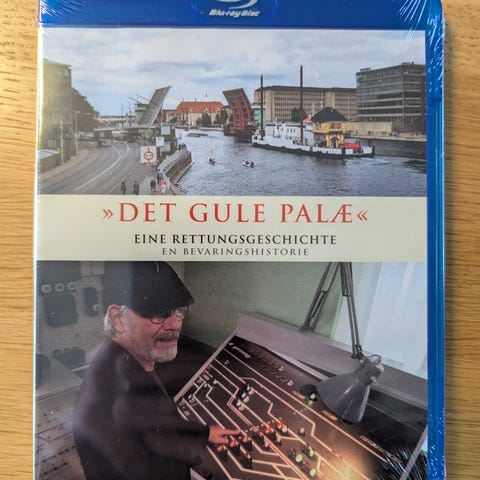 Blu-ray Disc
»DET GULE PALÆ«
EINE RETTUNGSGESCHICHTE
EN BEVARINGSHISTORIE